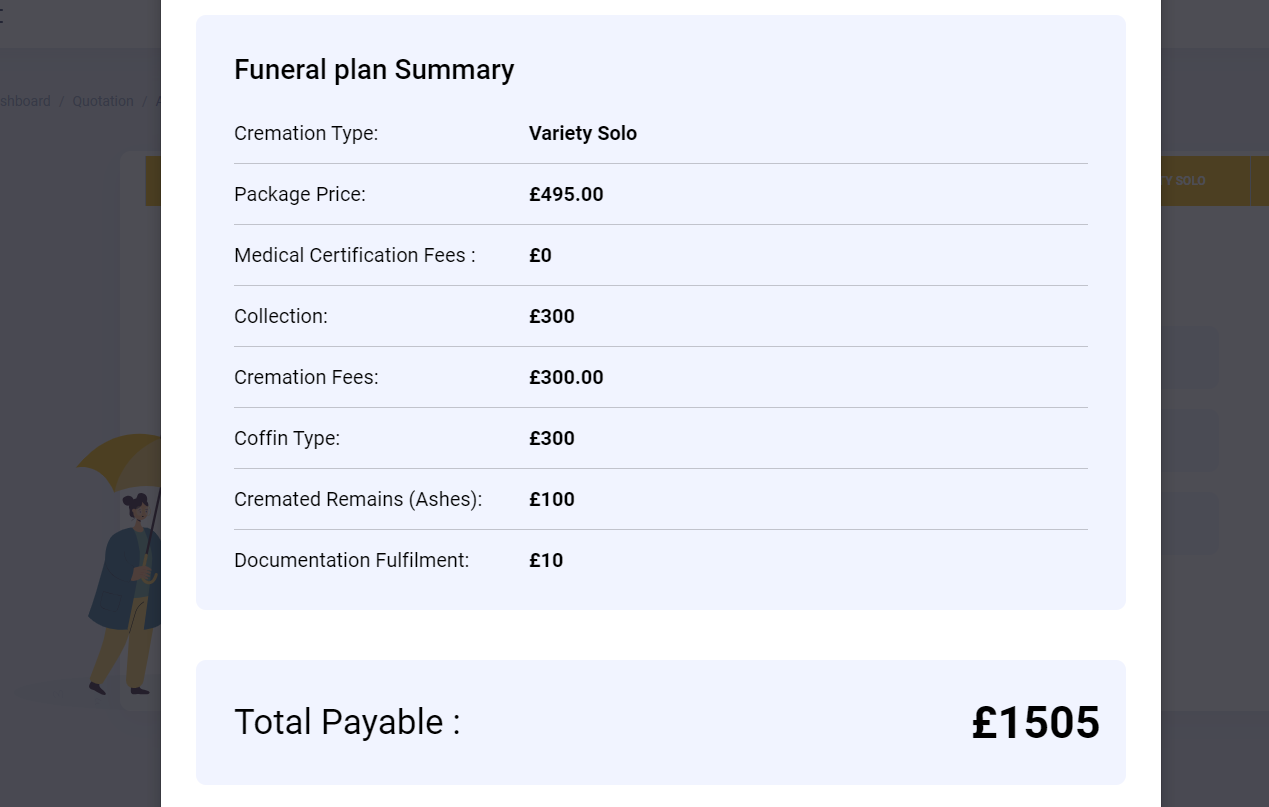 Funeral plan Summary
shboard / Quotation / A
Cremation Type: Variety Solo
TY SOLO
Package Price: £495.00
Medical Certification Fees : £0
Collection: £300
Cremation Fees: £300.00
Coffin Type: £300
Cremated Remains (Ashes): £100
Documentation Fulfilment: £10
Total Payable : £1505